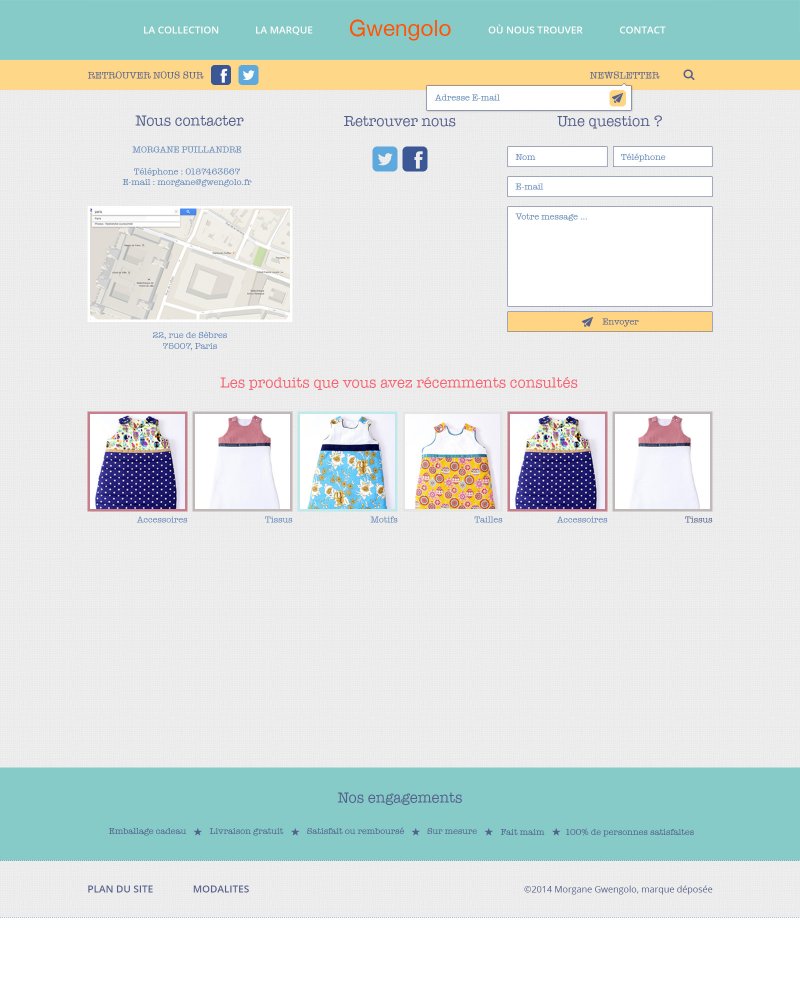 LA COLLECTION LA MARQUE Gwengolo OÙ NOUS TROUVER CONTACT
RETROUVER NOUS SUR NEWSLETTER
Adresse E-mail
Nous contacter
MORGANE PUILLANDRE
Téléphone : 0187463567
E-mail : morgane@gwengolo.fr
22, rue de Sèbres
75007, Paris
Retrouver nous
Une question ?
Nom Téléphone
E-mail
Votre message ...
Envoyer
Les produits que vous avez récemments consultés
Accessoires Tissus Motifs Tailles Accessoires Tissus
Nos engagements
Emballage cadeau ★ Livraison gratuit ★ Satisfait ou remboursé ★ Sur mesure ★ Fait maim ★ 100% de personnes satisfaites
PLAN DU SITE MODALITES ©2014 Morgane Gwengolo, marque déposée